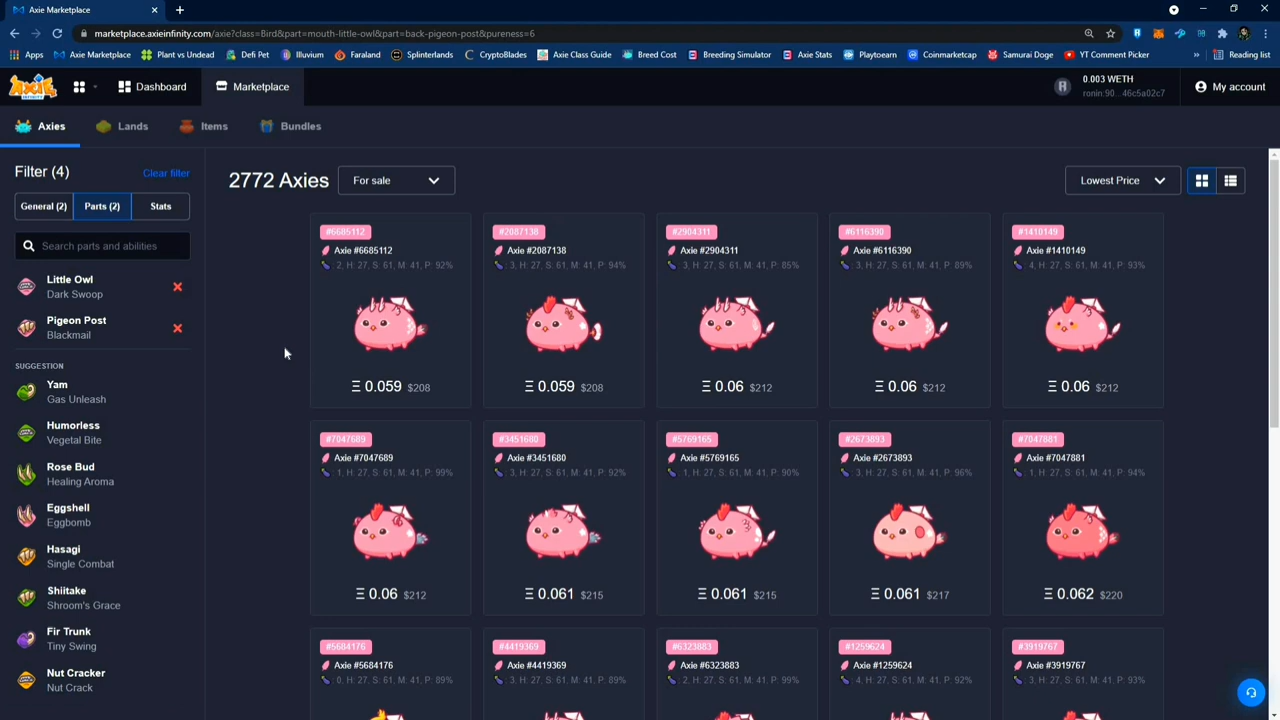 Axie Marketplace
marketplace.axieinfinity.com/axie?class=Bird&part=mouth-little-owl&part=back-pigeon-post&pureness=6
Apps Axie Marketplace Plant vs Undead Defi Pet Illuvium Faraland Splinterlands CryptoBlades Axie Class Guide Breed Cost Breeding Simulator Axie Stats Playtoearn Coinmarketcap Samurai Doge YT Comment Picker » Reading list
AXIE INFINITY Dashboard Marketplace 0.003 WETH My account
ronin:90...46c5a02c7
Axies Lands Items Bundles
Filter (4) Clear filter
General (2) Parts (2) Stats
Search parts and abilities
Little Owl
Dark Swoop
Pigeon Post
Blackmail
SUGGESTION
Yam
Gas Unleash
Humorless
Vegetal Bite
Rose Bud
Healing Aroma
Eggshell
Eggbomb
Hasagi
Single Combat
Shiitake
Shroom's Grace
Fir Trunk
Tiny Swing
Nut Cracker
Nut Crack
2772 Axies For sale Lowest Price
#6685112 #2087138 #2904311 #6116390 #1410149
Axie #6685112 Axie #2087138 Axie #2904311 Axie #6116390 Axie #1410149
: 2, H: 27, S: 61, M: 41, P: 92% : 3, H: 27, S: 61, M: 41, P: 94% : 3, H: 27, S: 61, M: 41, P: 85% : 3, H: 27, S: 61, M: 41, P: 89% : 4, H: 27, S: 61, M: 41, P: 93%
Ξ 0.059 $208 Ξ 0.059 $208 Ξ 0.06 $212 Ξ 0.06 $212 Ξ 0.06 $212
#7047689 #3451680 #5769165 #2673893 #7047881
Axie #7047689 Axie #3451680 Axie #5769165 Axie #2673893 Axie #7047881
: 1, H: 27, S: 61, M: 41, P: 99% : 3, H: 27, S: 61, M: 41, P: 92% : 1, H: 27, S: 61, M: 41, P: 90% : 3, H: 27, S: 61, M: 41, P: 96% : 1, H: 27, S: 61, M: 41, P: 94%
Ξ 0.06 $212 Ξ 0.061 $215 Ξ 0.061 $215 Ξ 0.061 $217 Ξ 0.062 $220
#5684176 #4419369 #6323883 #1259624 #3919767
Axie #5684176 Axie #4419369 Axie #6323883 Axie #1259624 Axie #3919767
: 0, H: 27, S: 61, M: 41, P: 89% : 3, H: 27, S: 61, M: 41, P: 89% : 2, H: 27, S: 61, M: 41, P: 99% : 4, H: 27, S: 61, M: 41, P: 92% : 3, H: 27, S: 61, M: 41, P: 93%